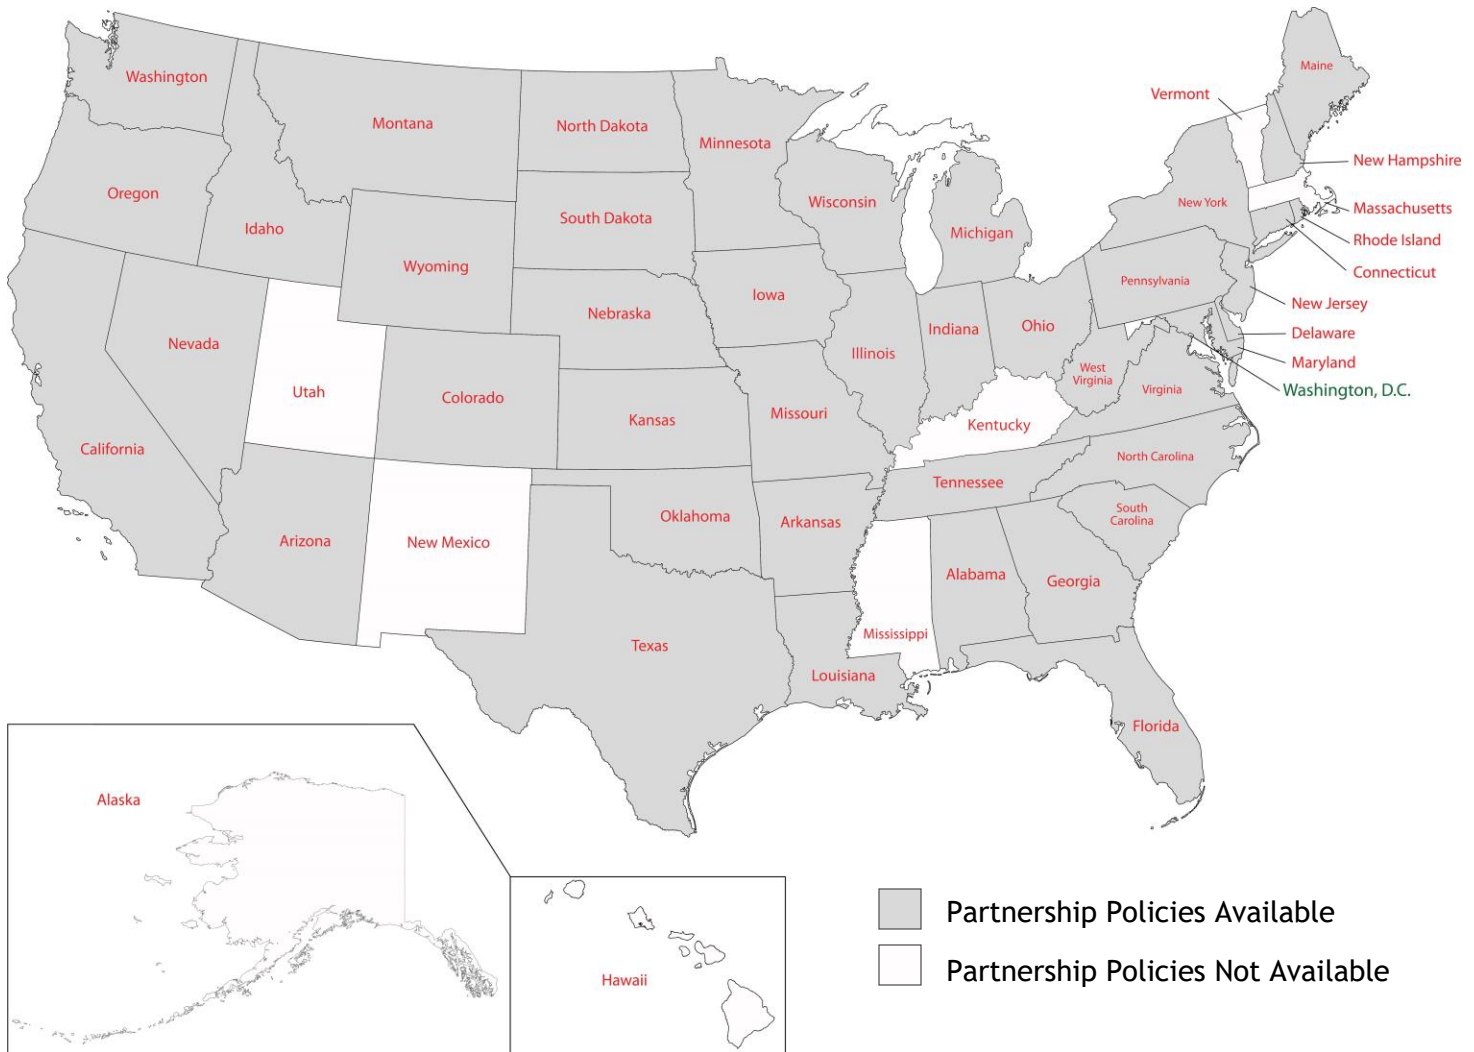 Washington
Montana
North Dakota
Minnesota
Maine
Vermont
New Hampshire
Oregon
Idaho
South Dakota
Wisconsin
Michigan
New York
Massachusetts
Rhode Island
Connecticut
Wyoming
Iowa
Pennsylvania
New Jersey
Nebraska
Nevada
Illinois
Indiana
Ohio
Delaware
Maryland
Utah
Colorado
Kansas
Missouri
West
Virginia
Virginia
Washington, D.C.
California
Kentucky
North Carolina
Tennessee
Arizona
New Mexico
Oklahoma
Arkansas
South
Carolina
Alabama
Georgia
Texas
Mississippi
Louisiana
Florida
Alaska
Hawaii
Partnership Policies Available
Partnership Policies Not Available